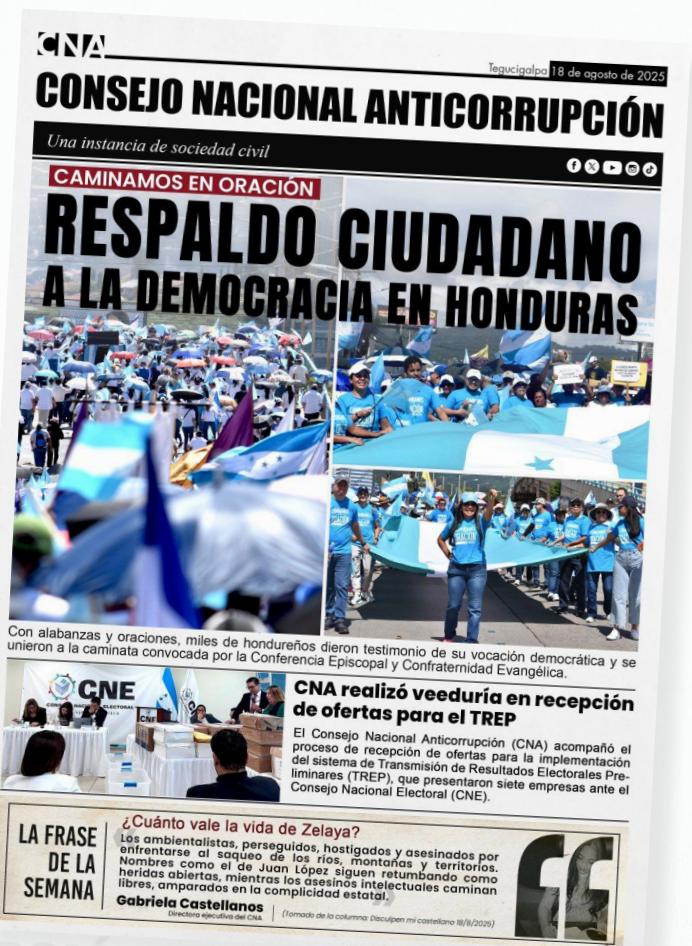 CNA
Tegucigalpa 18 de agosto de 2025
CONSEJO NACIONAL ANTICORRUPCIÓN
Una instancia de sociedad civil
CAMINAMOS EN ORACIÓN
RESPALDO CIUDADANO
A LA DEMOCRACIA EN HONDURAS
Con alabanzas y oraciones, miles de hondureños dieron testimonio de su vocación democrática y se
unieron a la caminata convocada por la Conferencia Episcopal y Confraternidad Evangélica.
CNE
CNE
CNA realizó veeduría en recepción
de ofertas para el TREP
El Consejo Nacional Anticorrupción (CNA) acompañó el
proceso de recepción de ofertas para la implementación
del sistema de Transmisión de Resultados Electorales Pre-
liminares (TREP), que presentaron siete empresas ante el
Consejo Nacional Electoral (CNE).
LA FRASE
DE LA
SEMANA
¿Cuánto vale la vida de Zelaya?
Los ambientalistas, perseguidos, hostigados y asesinados por
enfrentarse al saqueo de los ríos, montañas y territorios.
Nombres como el de Juan López siguen retumbando como
heridas abiertas, mientras los asesinos intelectuales caminan
libres, amparados en la complicidad estatal.
Gabriela Castellanos
Directora ejecutiva del CNA
(Tomado de la columna: Disculpen mi castellano 18/8/2025)